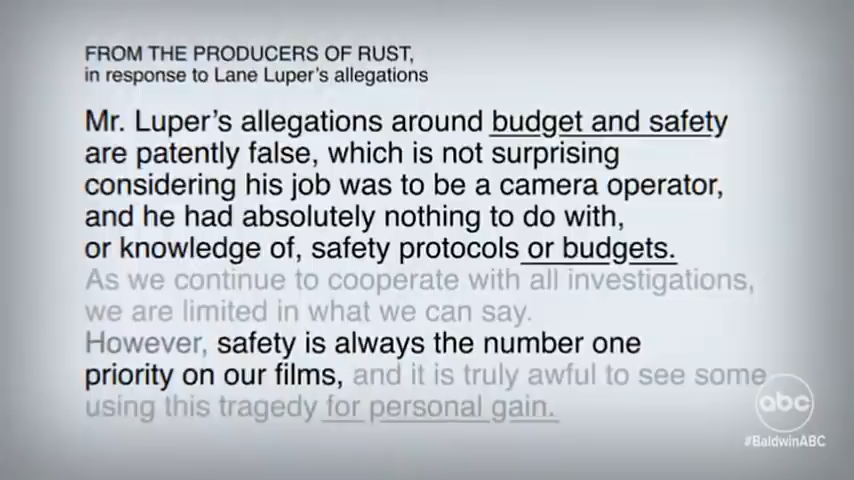 FROM THE PRODUCERS OF RUST,
in response to Lane Luper's allegations
Mr. Luper's allegations around budget and safety
are patently false, which is not surprising
considering his job was to be a camera operator,
and he had absolutely nothing to do with,
or knowledge of, safety protocols or budgets.
As we continue to cooperate with all investigations,
we are limited in what we can say.
However, safety is always the number one
priority on our films, and it is truly awful to see some
using this tragedy for personal gain.
abc
#BaldwinABC